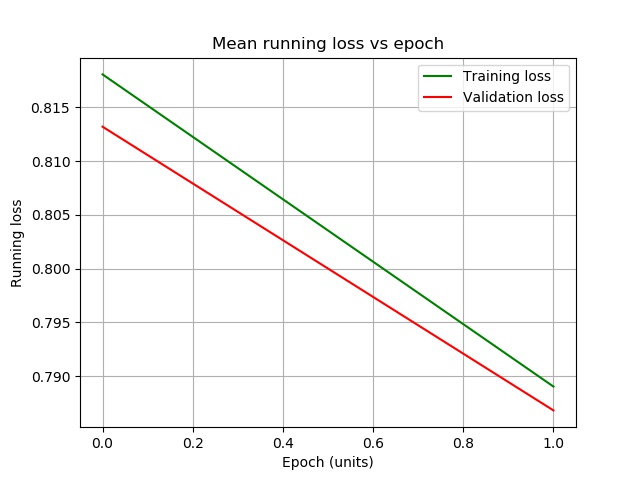 Mean running loss vs epoch
Training loss
Validation loss
0.815
0.810
0.805
0.800
0.795
0.790
Running loss
0.0 0.2 0.4 0.6 0.8 1.0
Epoch (units)